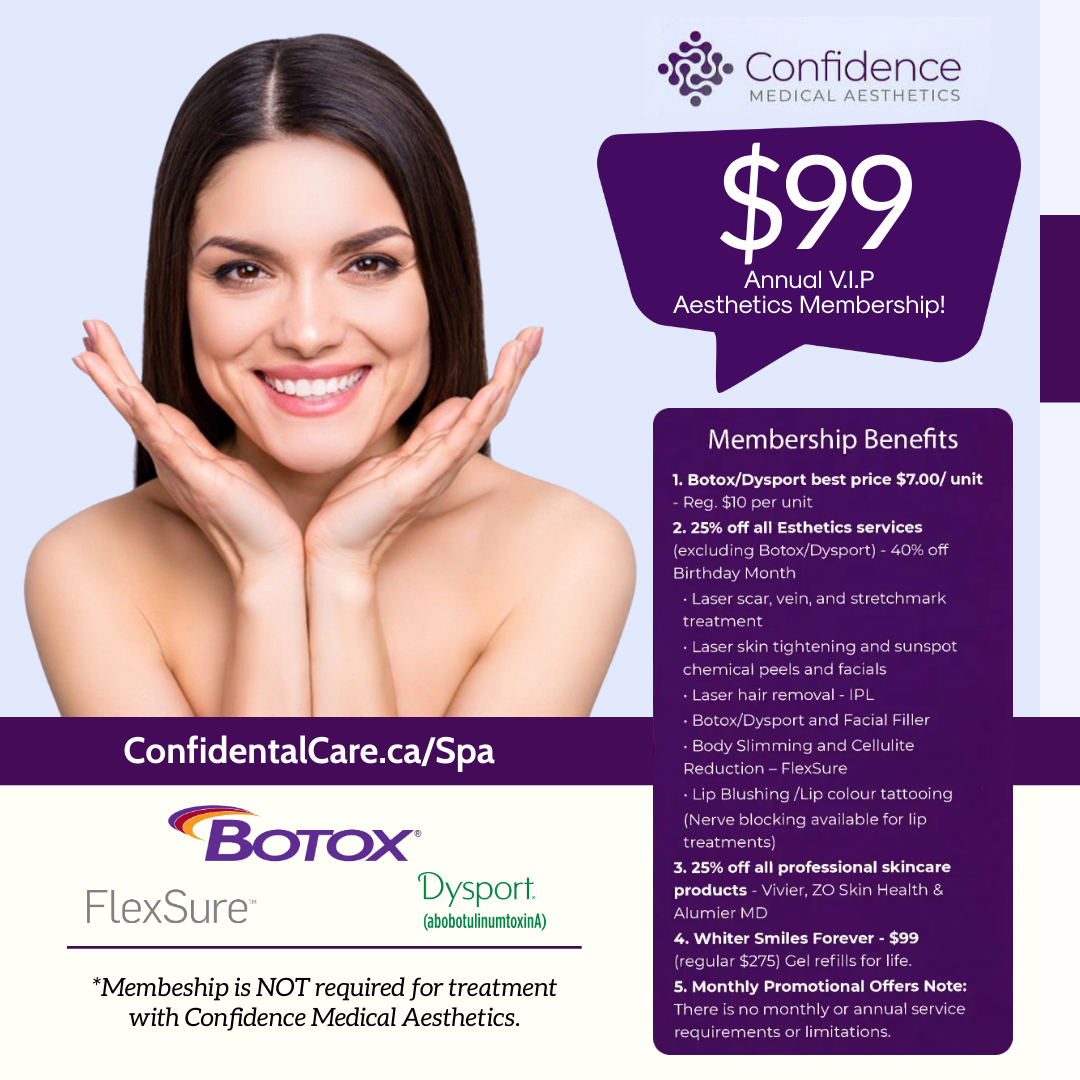 Confidence
MEDICAL AESTHETICS
$99
Annual V.I.P
Aesthetics Membership!
Membership Benefits
1. Botox/Dysport best price $7.00/ unit
- Reg. $10 per unit
2. 25% off all Esthetics services
(excluding Botox/Dysport) - 40% off
Birthday Month
· Laser scar, vein, and stretchmark
treatment
· Laser skin tightening and sunspot
chemical peels and facials
· Laser hair removal - IPL
· Botox/Dysport and Facial Filler
· Body Slimming and Cellulite
Reduction – FlexSure
· Lip Blushing /Lip colour tattooing
(Nerve blocking available for lip
treatments)
3. 25% off all professional skincare
products - Vivier, ZO Skin Health &
Alumier MD
4. Whiter Smiles Forever - $99
(regular $275) Gel refills for life.
5. Monthly Promotional Offers Note:
There is no monthly or annual service
requirements or limitations.
ConfidentalCare.ca/Spa
BOTOX®
FlexSure™
Dysport®
(abobotulinumtoxinA)
*Membeship is NOT required for treatment
with Confidence Medical Aesthetics.